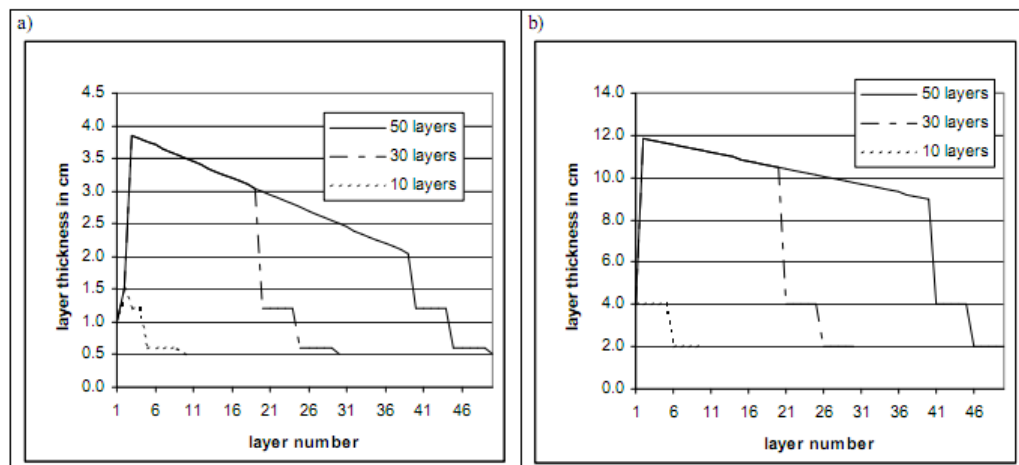 a)
layer thickness in cm
4.5
4.0
3.5
3.0
2.5
2.0
1.5
1.0
0.5
0.0
50 layers
30 layers
10 layers
1 6 11 16 21 26 31 36 41 46
layer number
b)
layer thickness in cm
14.0
12.0
10.0
8.0
6.0
4.0
2.0
0.0
50 layers
30 layers
10 layers
1 6 11 16 21 26 31 36 41 46
layer number